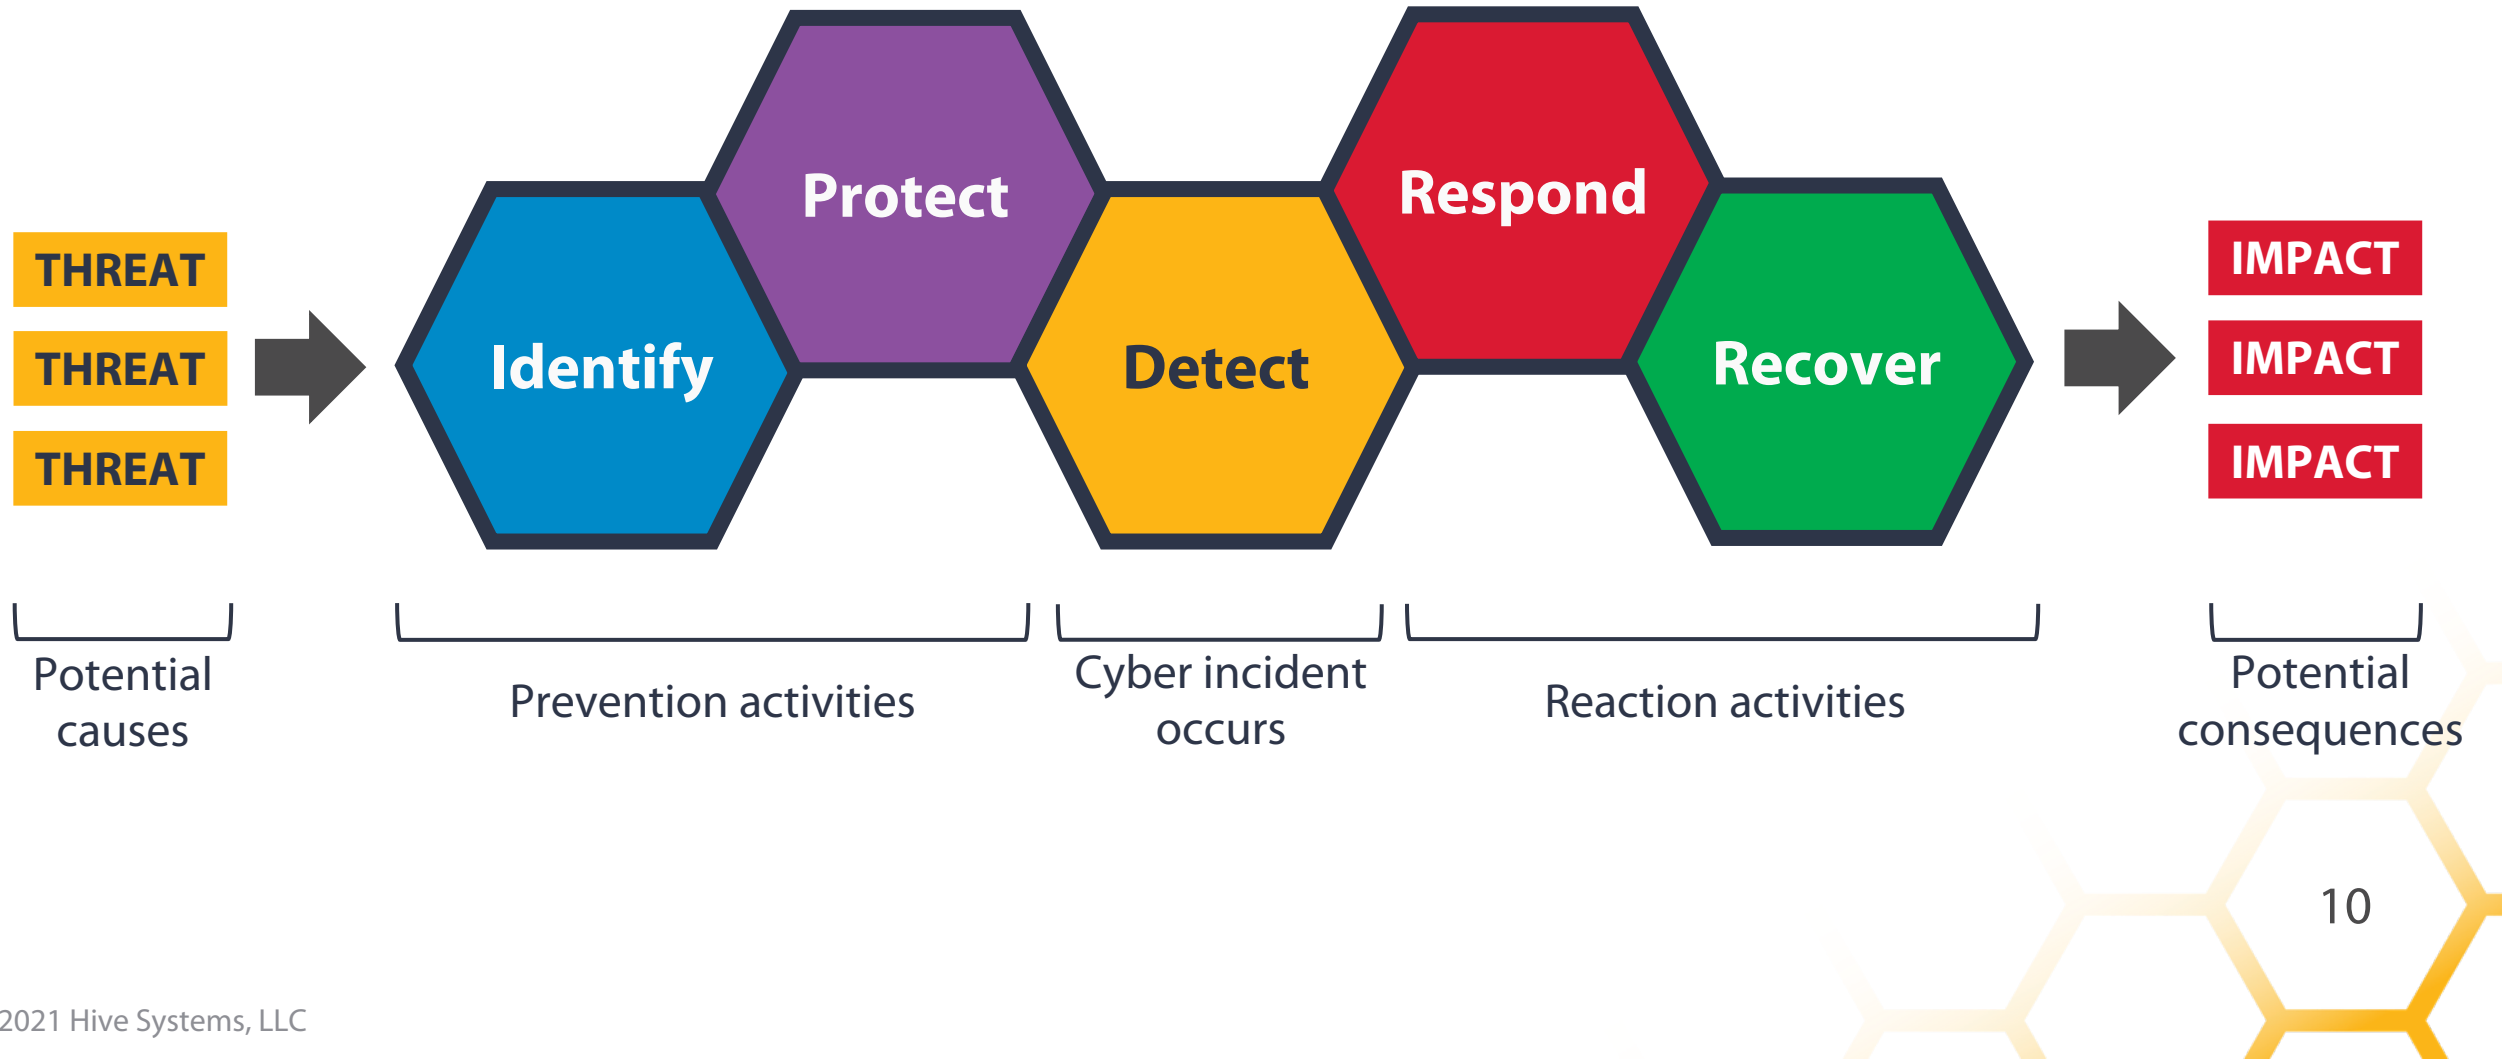 THREAT
THREAT
THREAT
Identify
Protect
Detect
Respond
Recover
IMPACT
IMPACT
IMPACT
Potential
causes
Prevention activities
Cyber incident
occurs
Reaction activities
Potential
consequences
10
2021 Hive Systems, LLC